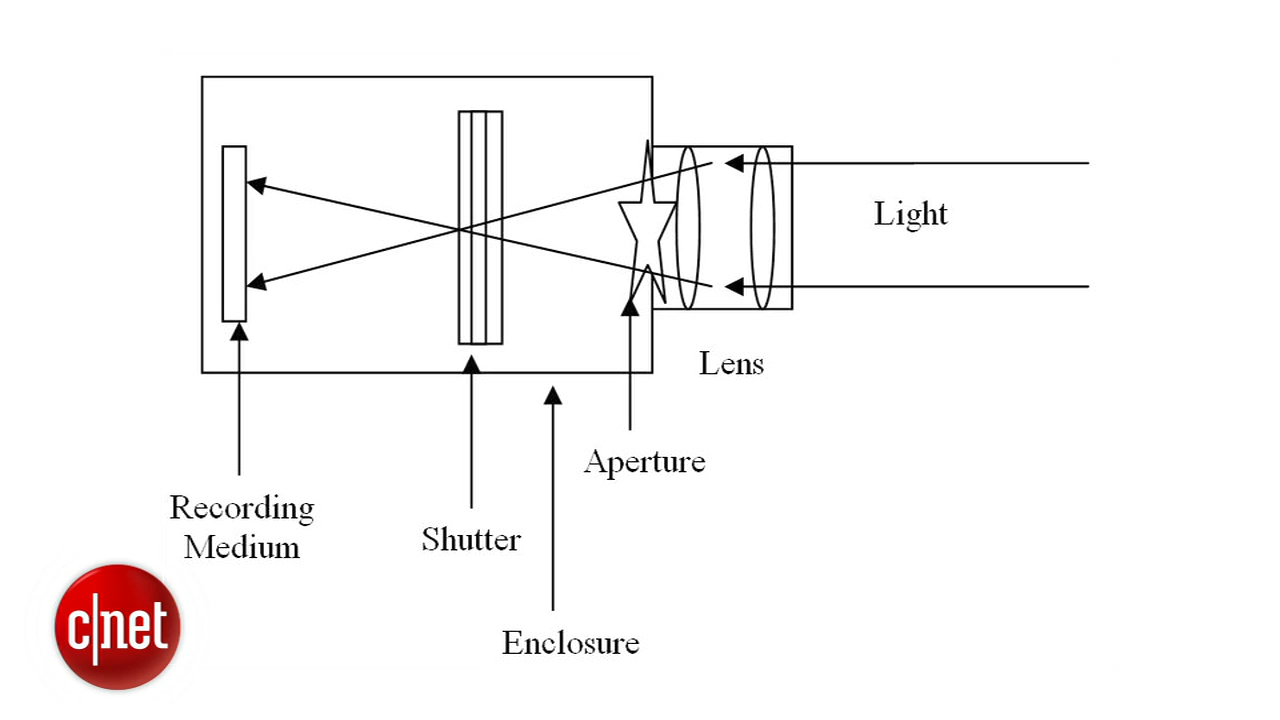 Light
Lens
Aperture
Recording
Medium
Shutter
Enclosure
c|net